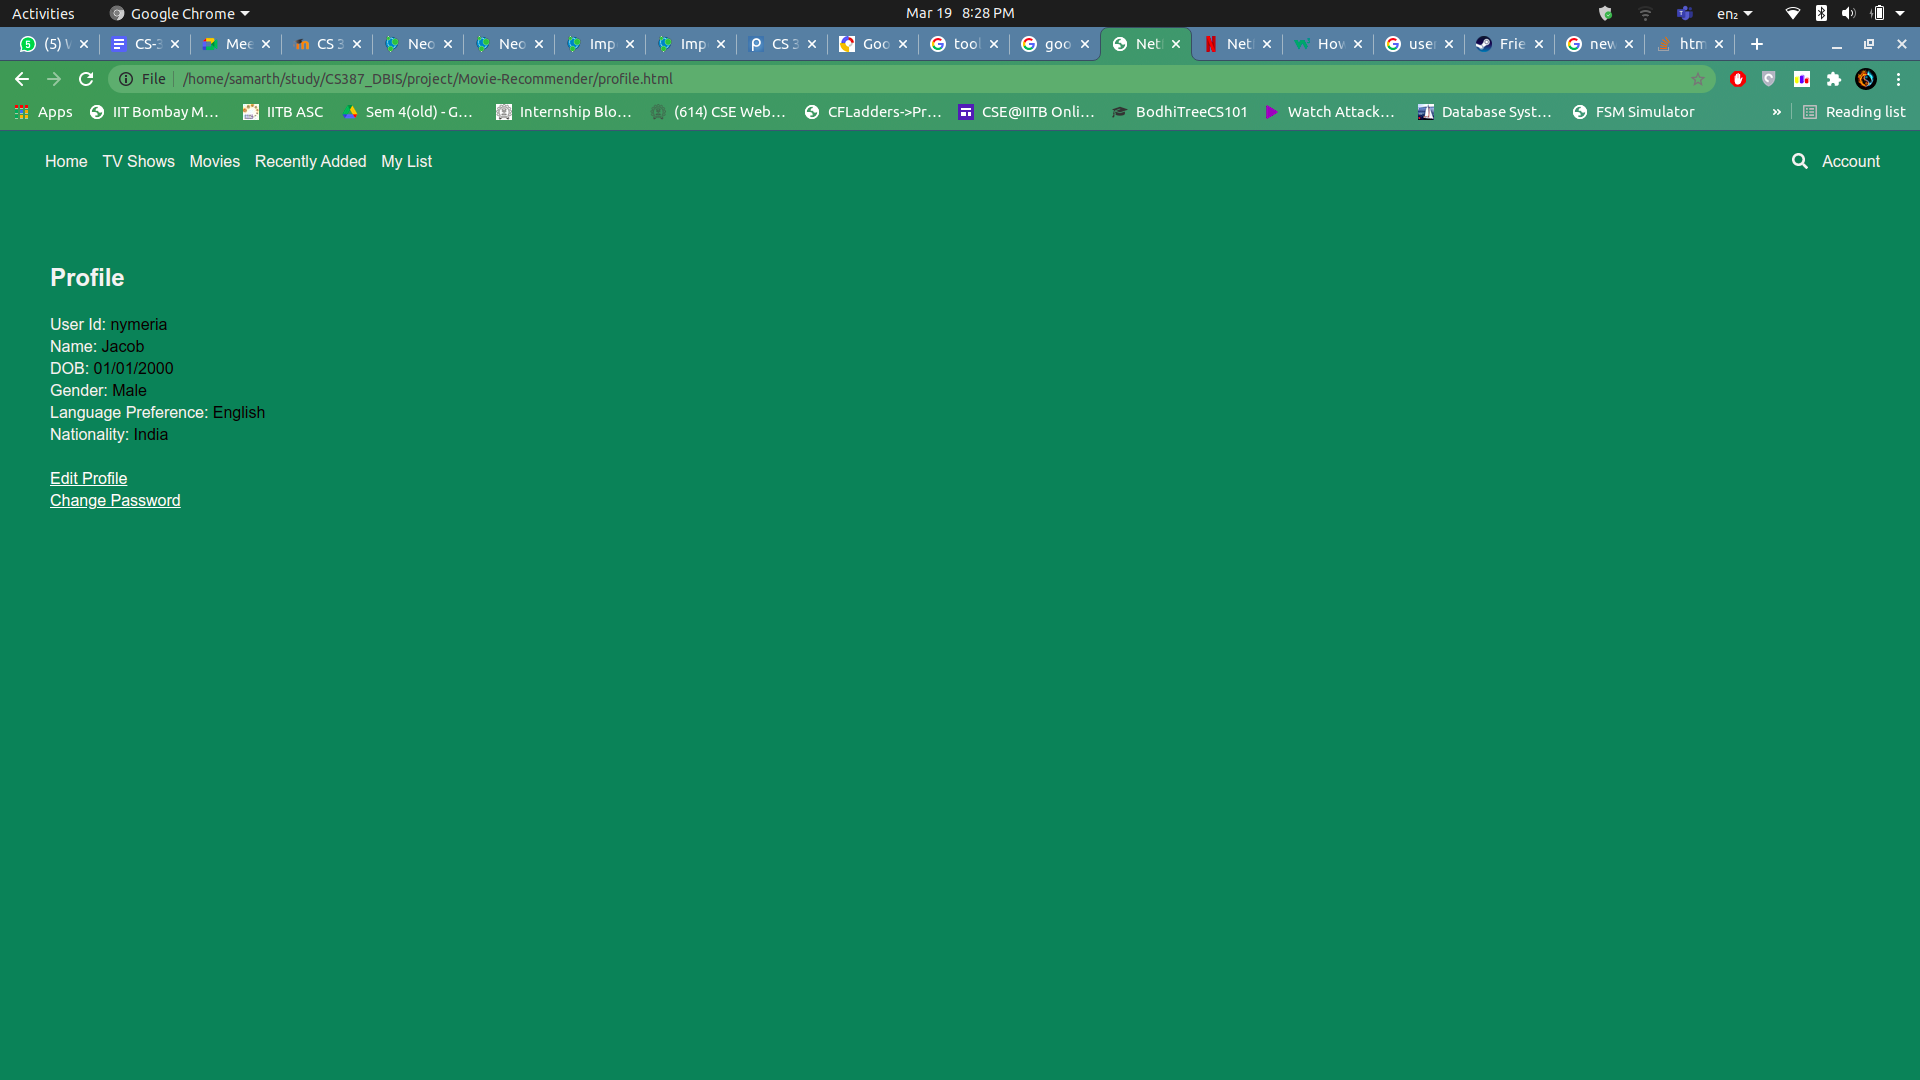 Activities Google Chrome Mar 19 8:28 PM en₂
(5) W CS-3 Mee CS 3 Neo Neo Imp Imp CS 3 Goo tool goo Netf Netf How user Frie new htm
File /home/samarth/study/CS387_DBIS/project/Movie-Recommender/profile.html
Apps IIT Bombay M... IITB ASC Sem 4(old) - G... Internship Blo... (614) CSE Web... CFLadders->Pr... CSE@IITB Onli... BodhiTreeCS101 Watch Attack... Database Syst... FSM Simulator » Reading list
Home TV Shows Movies Recently Added My List Account
Profile
User Id: nymeria
Name: Jacob
DOB: 01/01/2000
Gender: Male
Language Preference: English
Nationality: India
Edit Profile
Change Password